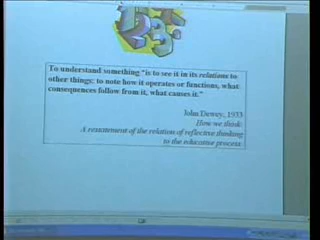 To understand something "is to see it in its relations to
other things: to note how it operates or functions, what
consequences follow from it, what causes it."
John Dewey, 1933
How we think:
A restatement of the relation of reflective thinking
to the educative process.